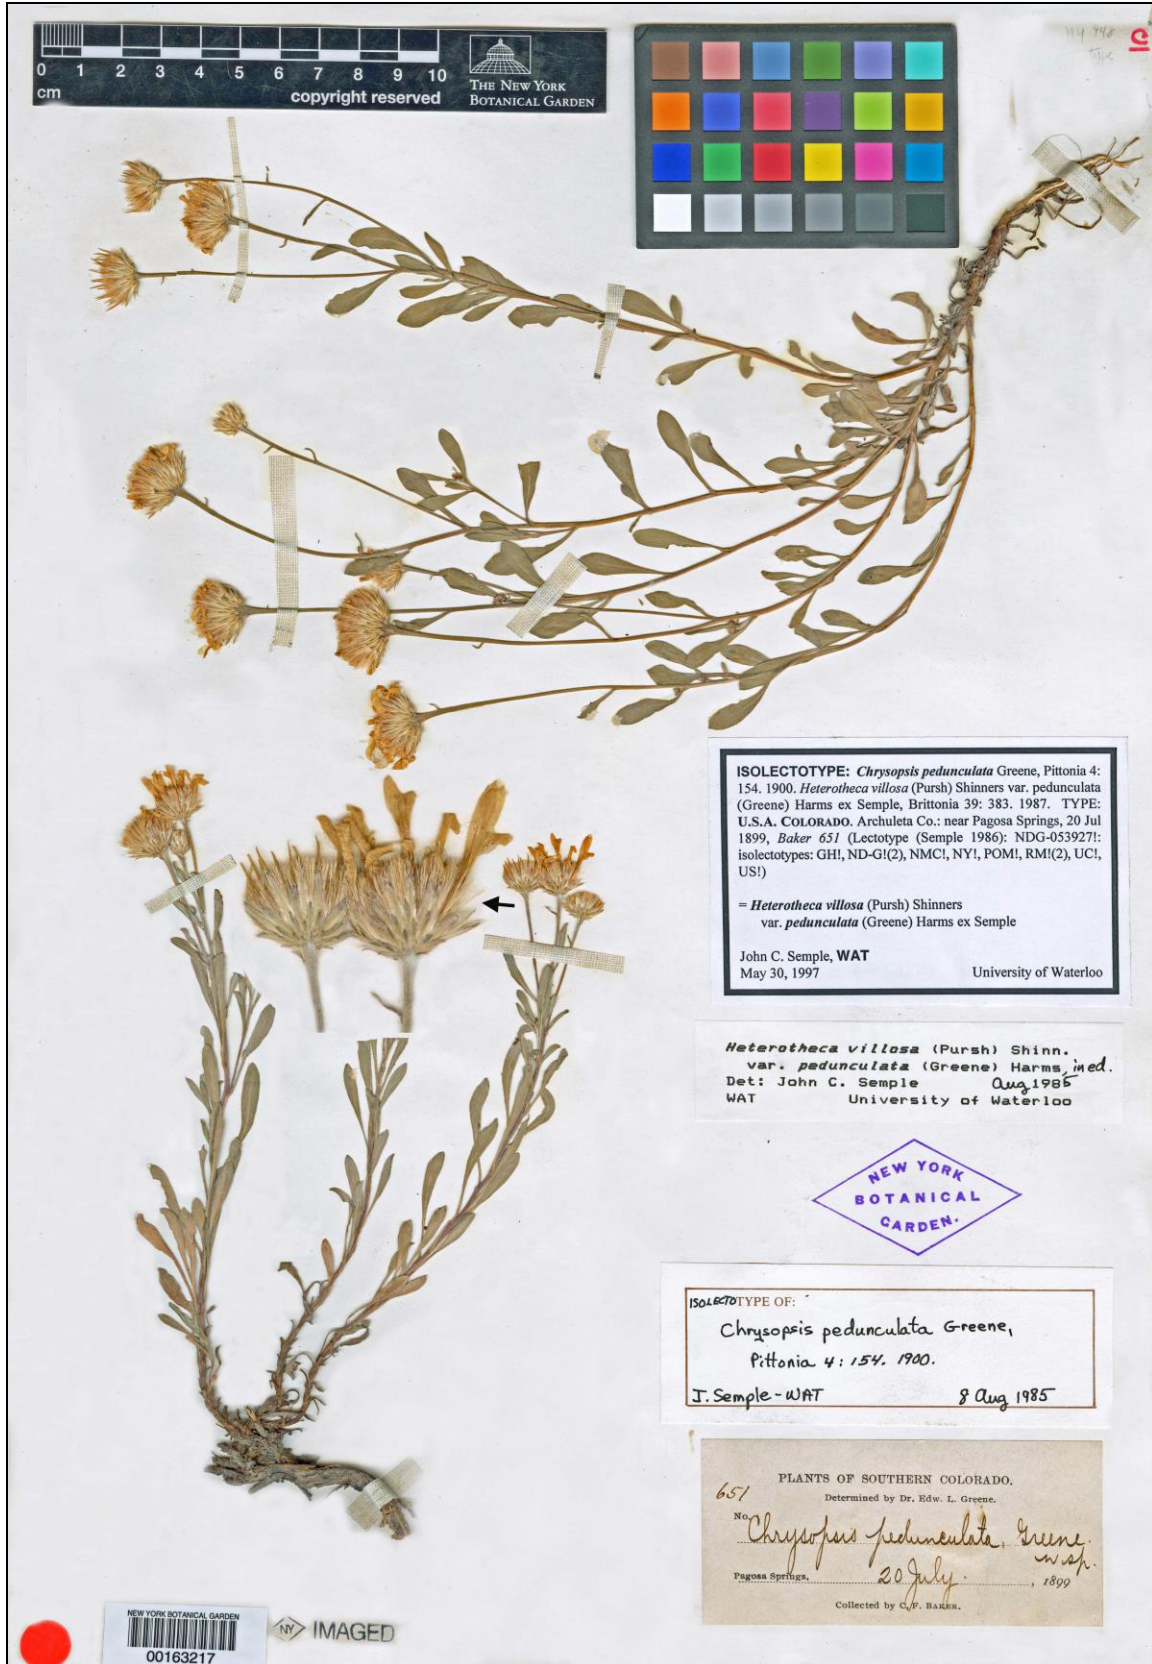 0 1 2 3 4 5 6 7 8 9 10
cm
copyright reserved
THE NEW YORK
BOTANICAL GARDEN
ISOLECTOTYPE: Chrysopsis pedunculata Greene, Pittonia 4:
154. 1900. Heterotheca villosa (Pursh) Shinners var. pedunculata
(Greene) Harms ex Semple, Brittonia 39: 383. 1987. TYPE:
U.S.A. COLORADO. Archuleta Co.: near Pagosa Springs, 20 Jul
1899, Baker 651 (Lectotype (Semple 1986): NDG-053927!:
isolectotypes: GH!, ND-G!(2), NMC!, NY!, POM!, RM!(2), UC!,
US!)
= Heterotheca villosa (Pursh) Shinners
var. pedunculata (Greene) Harms ex Semple
John C. Semple, WAT
May 30, 1997 University of Waterloo
Heterotheca villosa (Pursh) Shinn.
var. pedunculata (Greene) Harms, in ed.
Det: John C. Semple Aug 1985
WAT University of Waterloo
NEW YORK
BOTANICAL
GARDEN.
ISOLECTOTYPE OF:
Chrysopsis pedunculata Greene,
Pittonia 4: 154. 1900.
J. Semple-WAT 8 Aug 1985
PLANTS OF SOUTHERN COLORADO.
651
Determined by Dr. Edw. L. Greene.
No. Chrysopsis pedunculata, Greene.
n. sp.
Pagosa Springs, 20 July. , 1899
Collected by C. F. BAKER.
NEW YORK BOTANICAL GARDEN
00163217
NY IMAGED